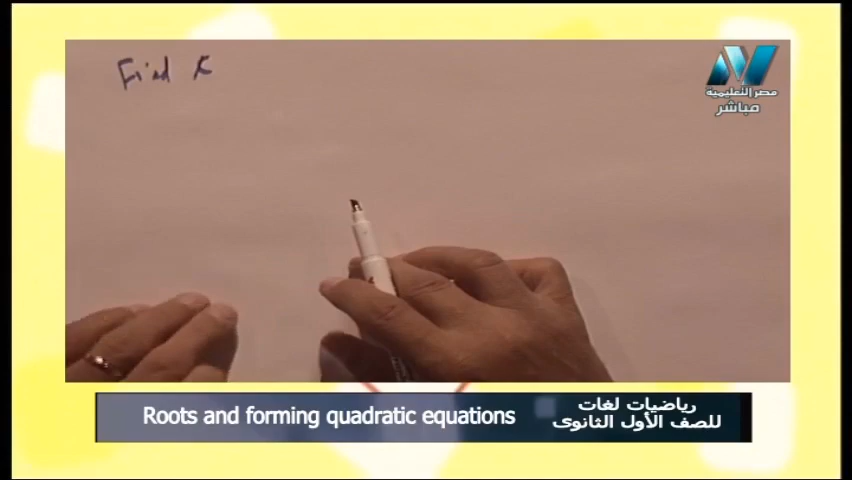 Find K
مصر التعليمية
مباشر
Roots and forming quadratic equations
رياضيات لغات
للصف الأول الثانوى